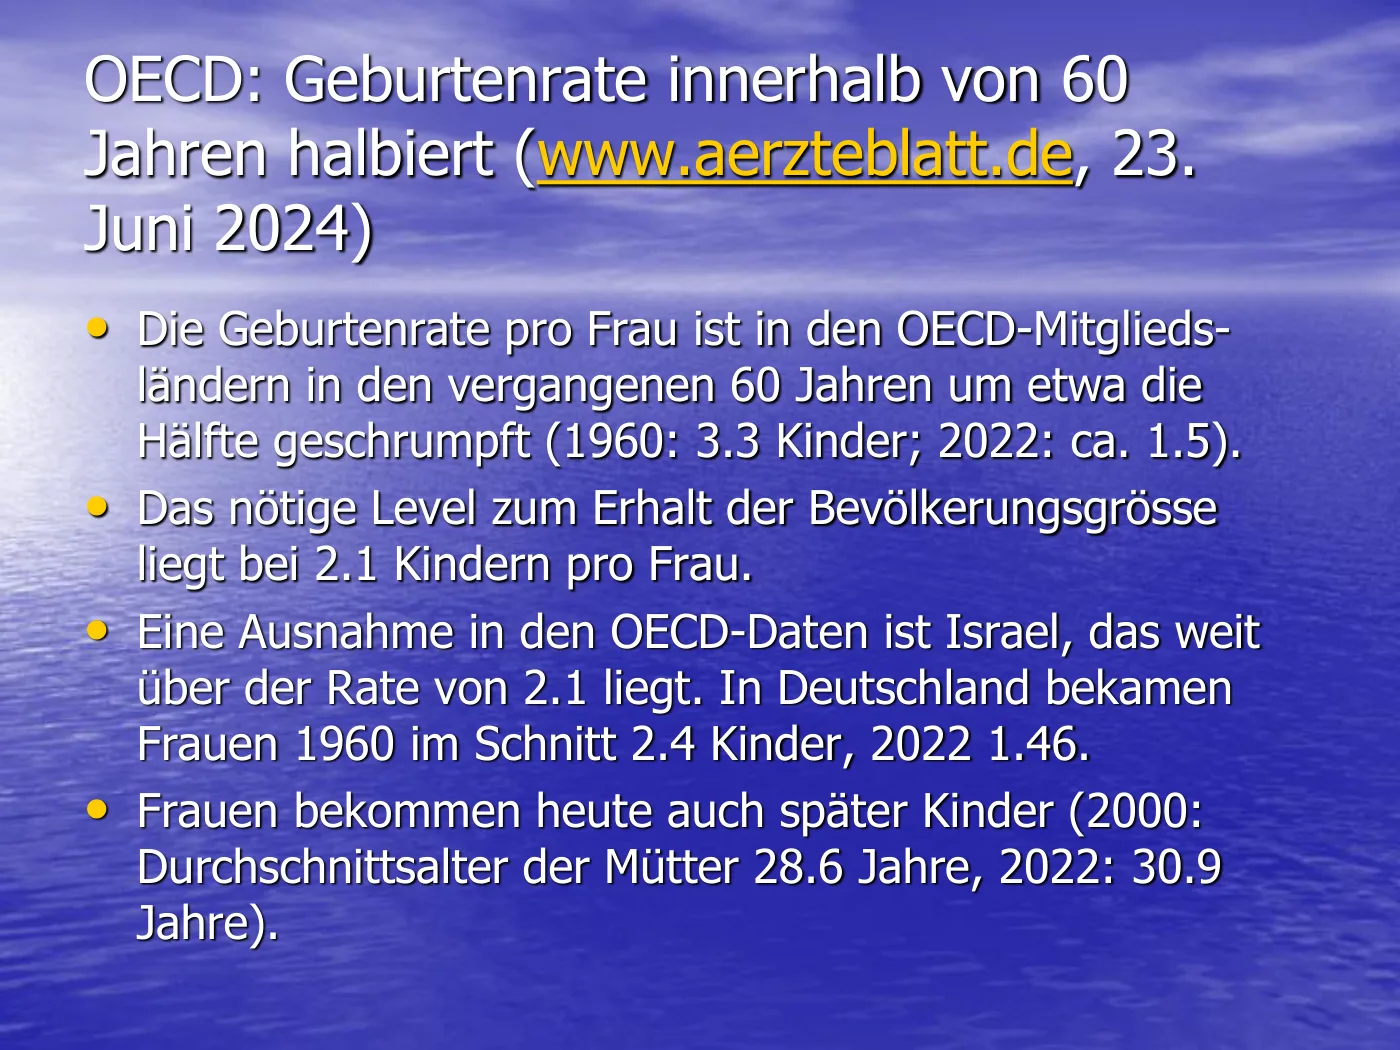 OECD: Geburtenrate innerhalb von 60
Jahren halbiert (www.aerzteblatt.de, 23.
Juni 2024)
• Die Geburtenrate pro Frau ist in den OECD-Mitglieds-
ländern in den vergangenen 60 Jahren um etwa die
Hälfte geschrumpft (1960: 3.3 Kinder; 2022: ca. 1.5).
• Das nötige Level zum Erhalt der Bevölkerungsgrösse
liegt bei 2.1 Kindern pro Frau.
• Eine Ausnahme in den OECD-Daten ist Israel, das weit
über der Rate von 2.1 liegt. In Deutschland bekamen
Frauen 1960 im Schnitt 2.4 Kinder, 2022 1.46.
• Frauen bekommen heute auch später Kinder (2000:
Durchschnittsalter der Mütter 28.6 Jahre, 2022: 30.9
Jahre).